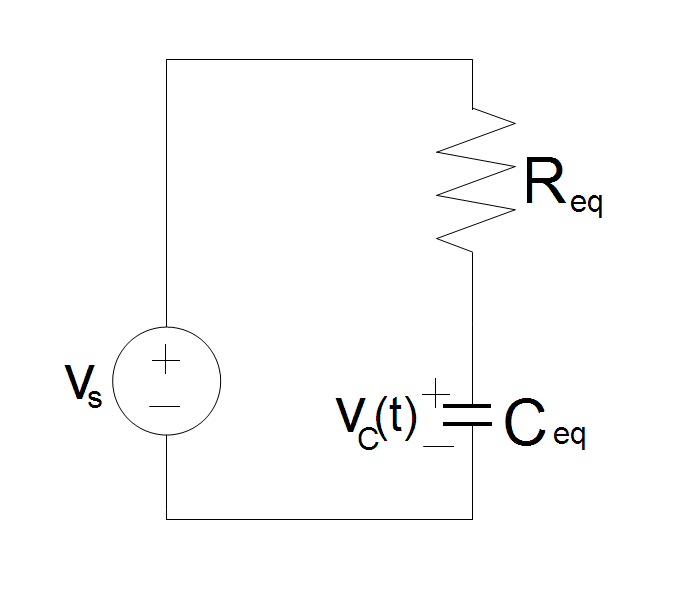 Req
+
Vs
−
+
VC(t)
Ceq
−